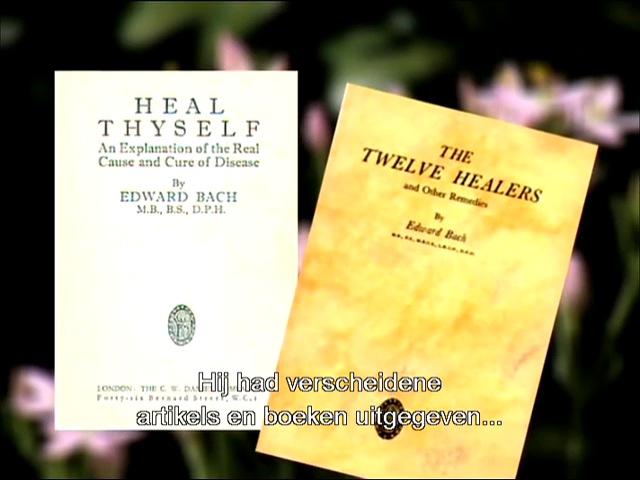 HEAL
THYSELF
An Explanation of the Real
Cause and Cure of Disease
By
EDWARD BACH
M.B., B.S., D.P.H.
LONDON: THE C. W.
Forty-six Bernard Street, W.C.1
THE
TWELVE HEALERS
and Other Remedies
By
Edward Bach
Hij had verscheidene
artikels en boeken uitgegeven...